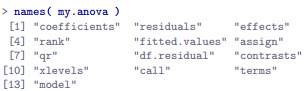 > names( my.anova )
[1] "coefficients" "residuals" "effects"
[4] "rank" "fitted.values" "assign"
[7] "qr" "df.residual" "contrasts"
[10] "xlevels" "call" "terms"
[13] "model"